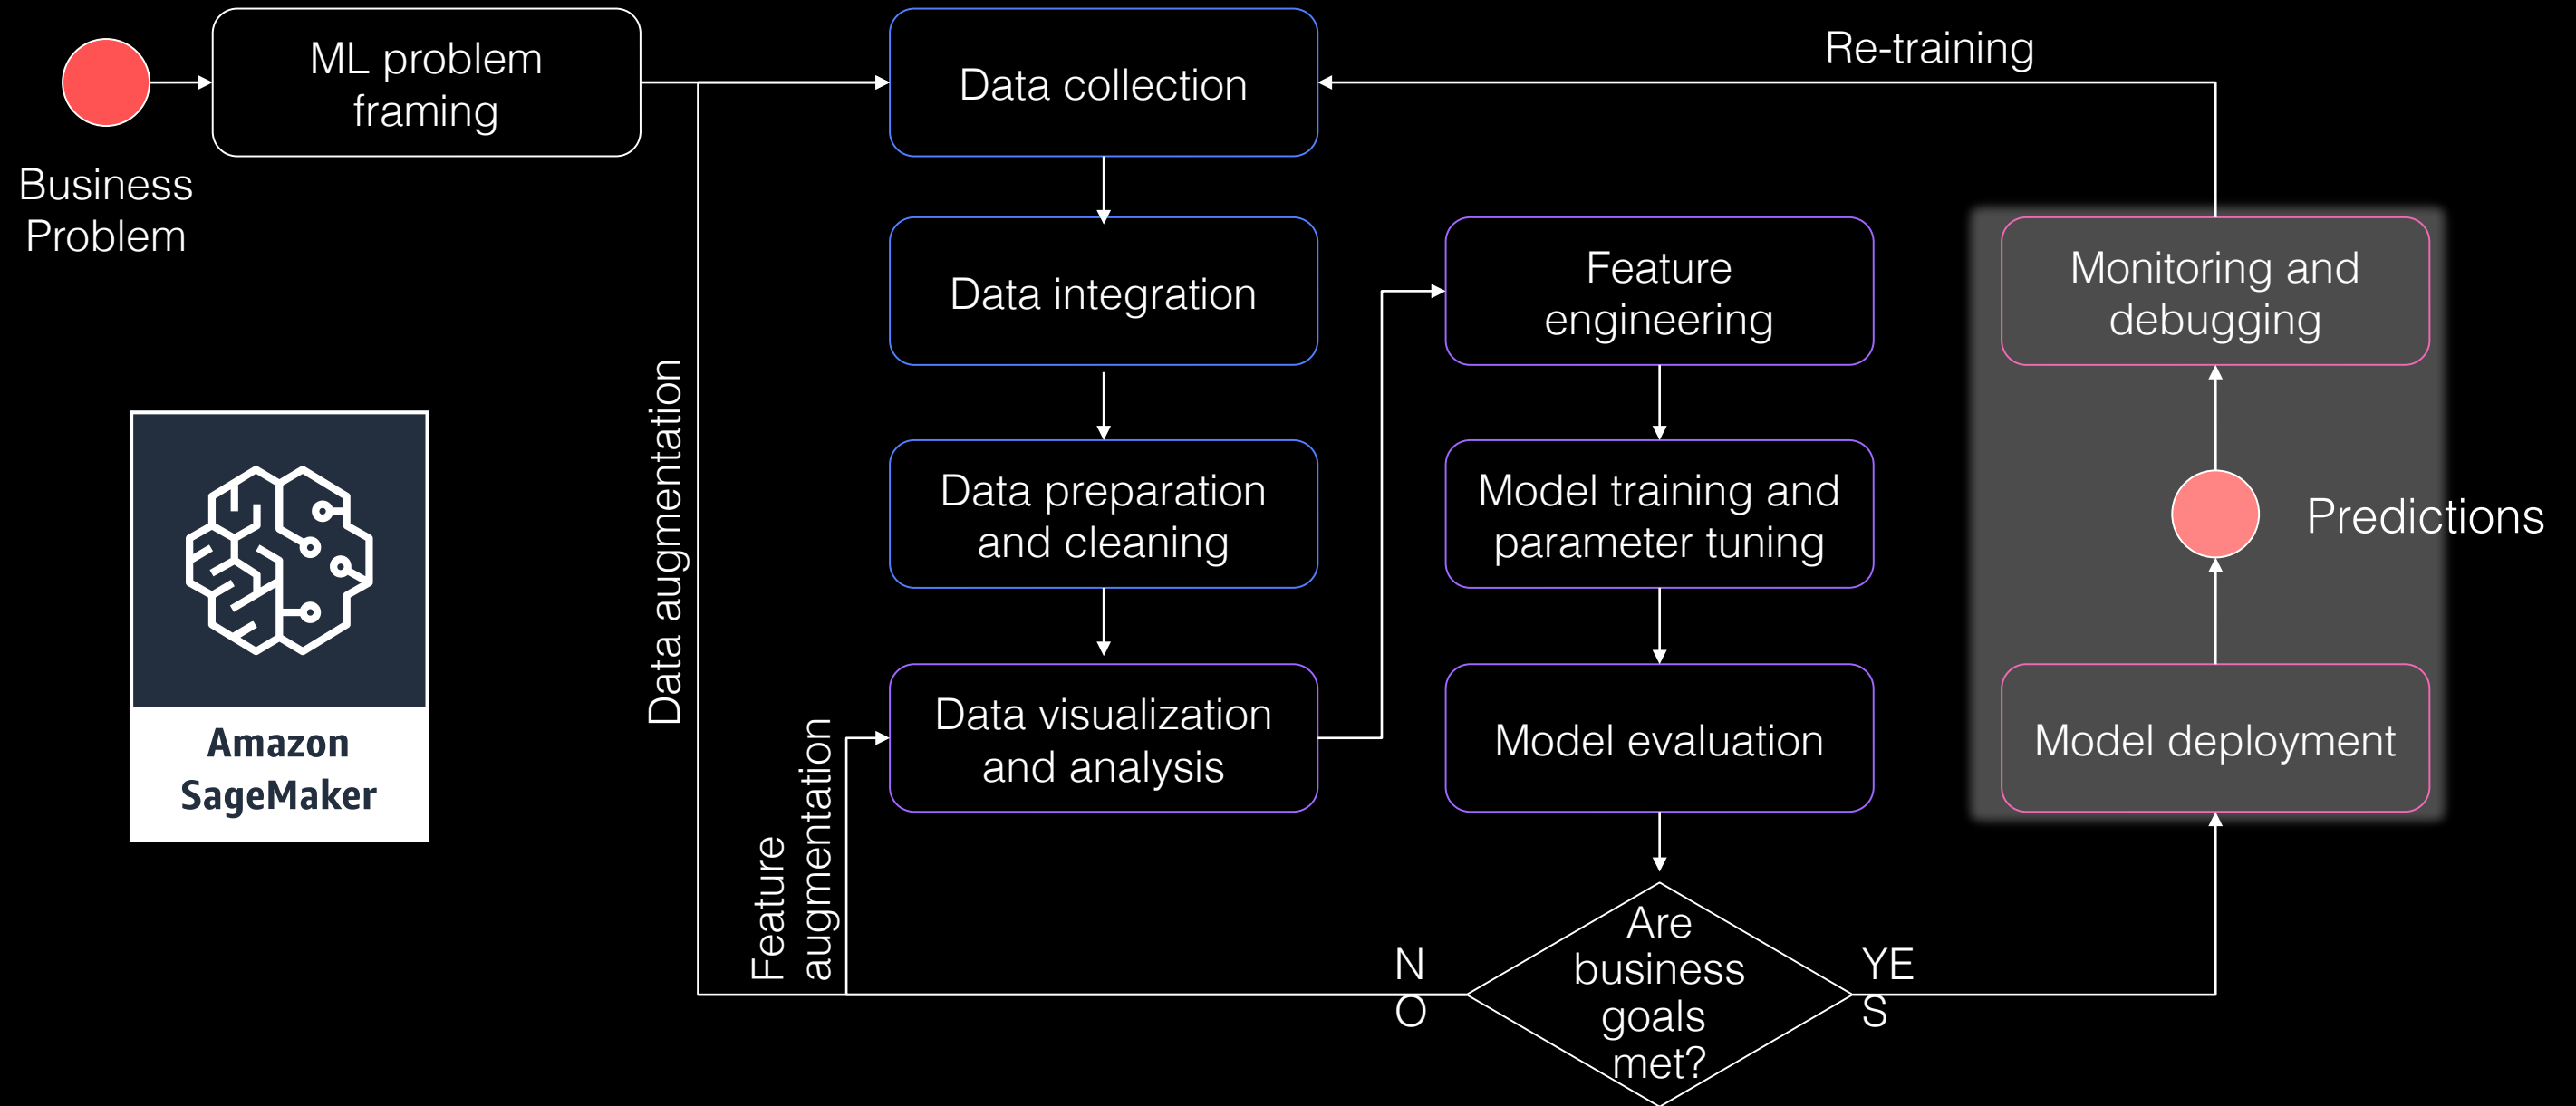 Business
Problem
ML problem
framing
Data collection
Re-training
Data integration
Data preparation
and cleaning
Data visualization
and analysis
Data augmentation
Feature
augmentation
Feature
engineering
Model training and
parameter tuning
Model evaluation
Are
business
goals
met?
N
O
YE
S
Model deployment
Predictions
Monitoring and
debugging
Amazon
SageMaker